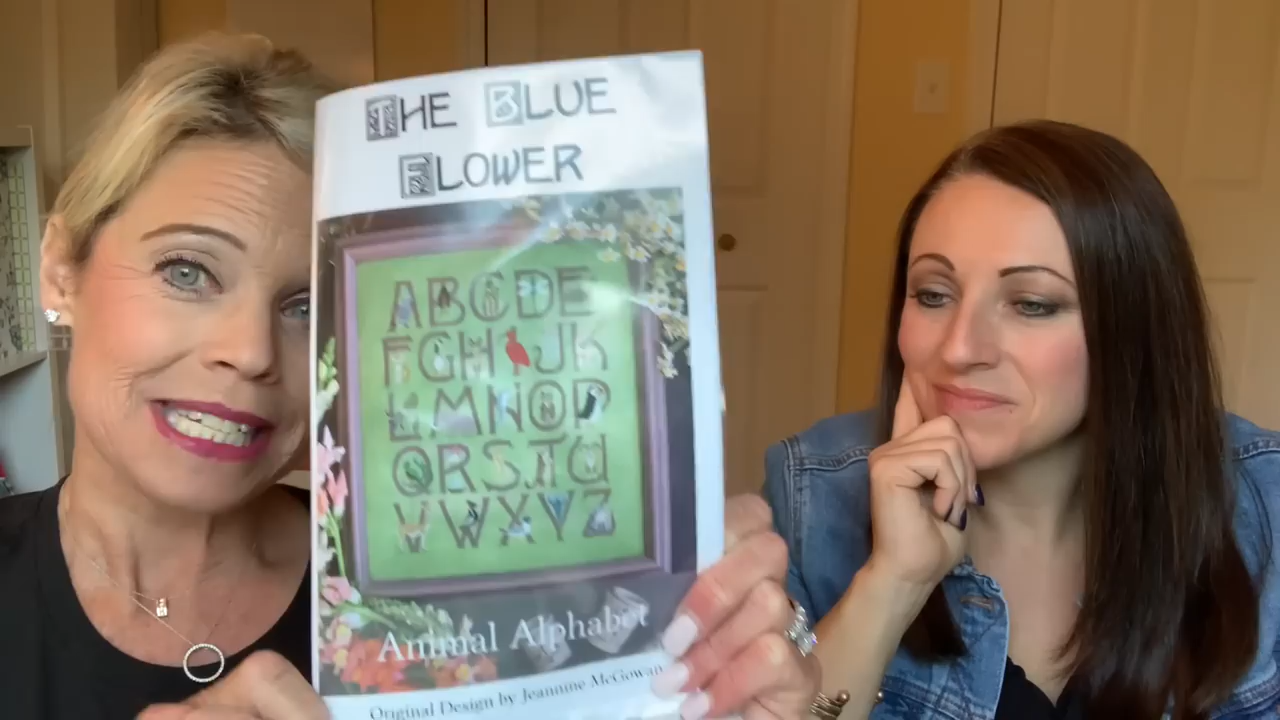 THE BLUE
FLOWER
ABCDE
FGHIJK
LMNOP
QRSTU
VWXYZ
Animal Alphabet
Original Design by Jeannine McGowan